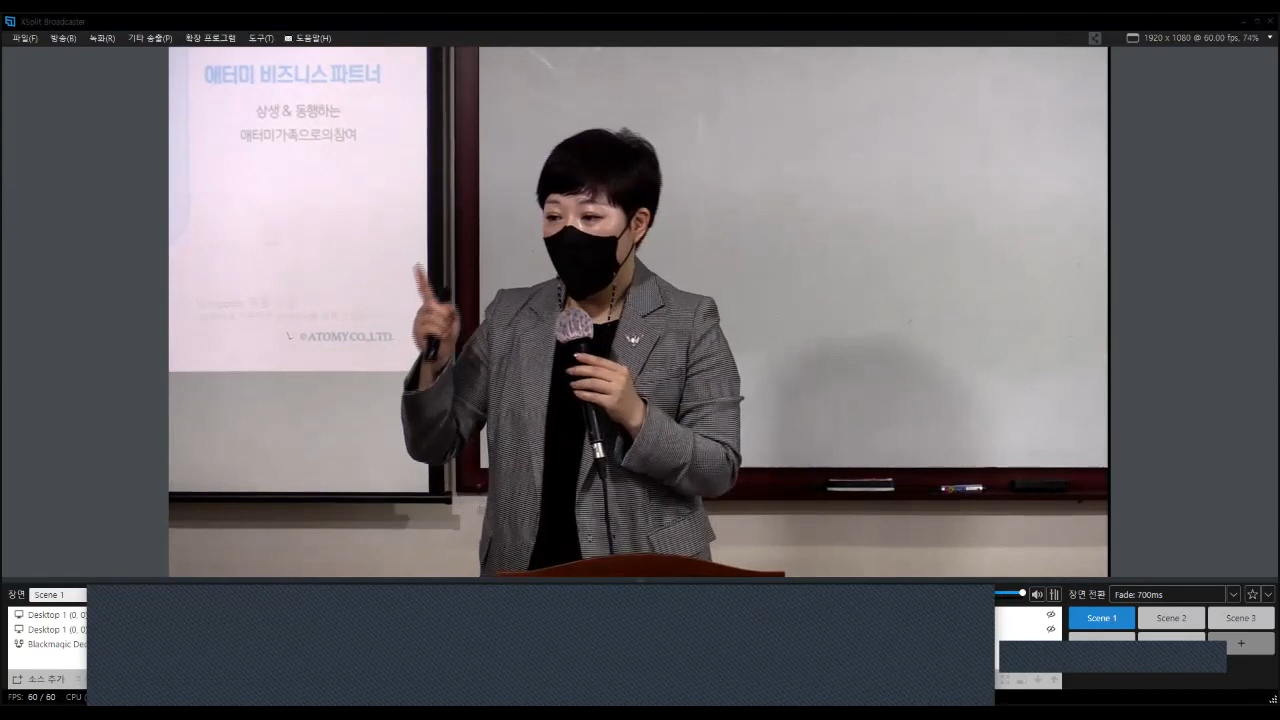 XSplit Broadcaster
파일(F) 방송(B) 녹화(R) 기타 송출(P) 확장 프로그램 도구(T) 도움말(H) 1920 x 1080 @ 60.00 fps, 74%
애터미 비즈니스 파트너
상생 & 동행하는
애터미가족으로의참여
©ATOMY CO., LTD.
장면 Scene 1 장면 전환 Fade: 700ms
Desktop 1 (0, 0)
Desktop 1 (0, 0)
Blackmagic De
Scene 1 Scene 2 Scene 3
소스 추가
FPS: 60 / 60 CPU